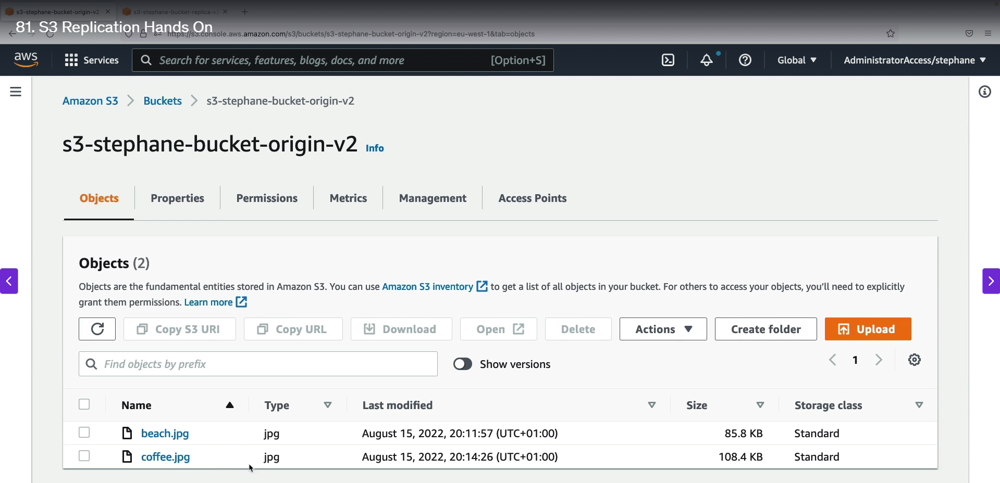 s3-stephane-bucket-origin-v2
s3-stephane-bucket-replica-v2
81. S3 Replication Hands On
https://s3.console.aws.amazon.com/s3/buckets/s3-stephane-bucket-origin-v2?region=eu-west-1&tab=objects
aws
Services
Search for services, features, blogs, docs, and more [Option+S]
Global
AdministratorAccess/stephane
Amazon S3 > Buckets > s3-stephane-bucket-origin-v2
s3-stephane-bucket-origin-v2 Info
Objects Properties Permissions Metrics Management Access Points
Objects (2)
Objects are the fundamental entities stored in Amazon S3. You can use Amazon S3 inventory to get a list of all objects in your bucket. For others to access your objects, you'll need to explicitly
grant them permissions. Learn more
Copy S3 URI Copy URL Download Open Delete Actions Create folder Upload
Find objects by prefix Show versions 1
Name Type Last modified Size Storage class
beach.jpg jpg August 15, 2022, 20:11:57 (UTC+01:00) 85.8 KB Standard
coffee.jpg jpg August 15, 2022, 20:14:26 (UTC+01:00) 108.4 KB Standard